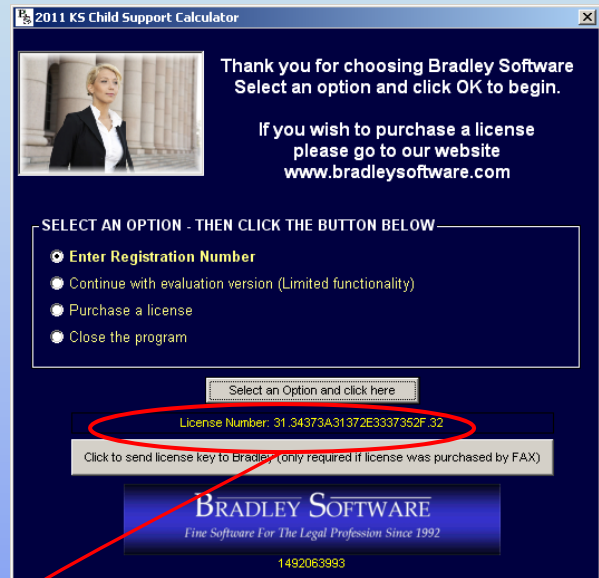 2011 KS Child Support Calculator
Thank you for choosing Bradley Software
Select an option and click OK to begin.
If you wish to purchase a license
please go to our website
www.bradleysoftware.com
SELECT AN OPTION - THEN CLICK THE BUTTON BELOW
Enter Registration Number
Continue with evaluation version (Limited functionality)
Purchase a license
Close the program
Select an Option and click here
License Number: 31.34373A31372E3337352F.32
Click to send license key to Bradley (only required if license was purchased by FAX)
BRADLEY SOFTWARE
Fine Software For The Legal Profession Since 1992
1492063993